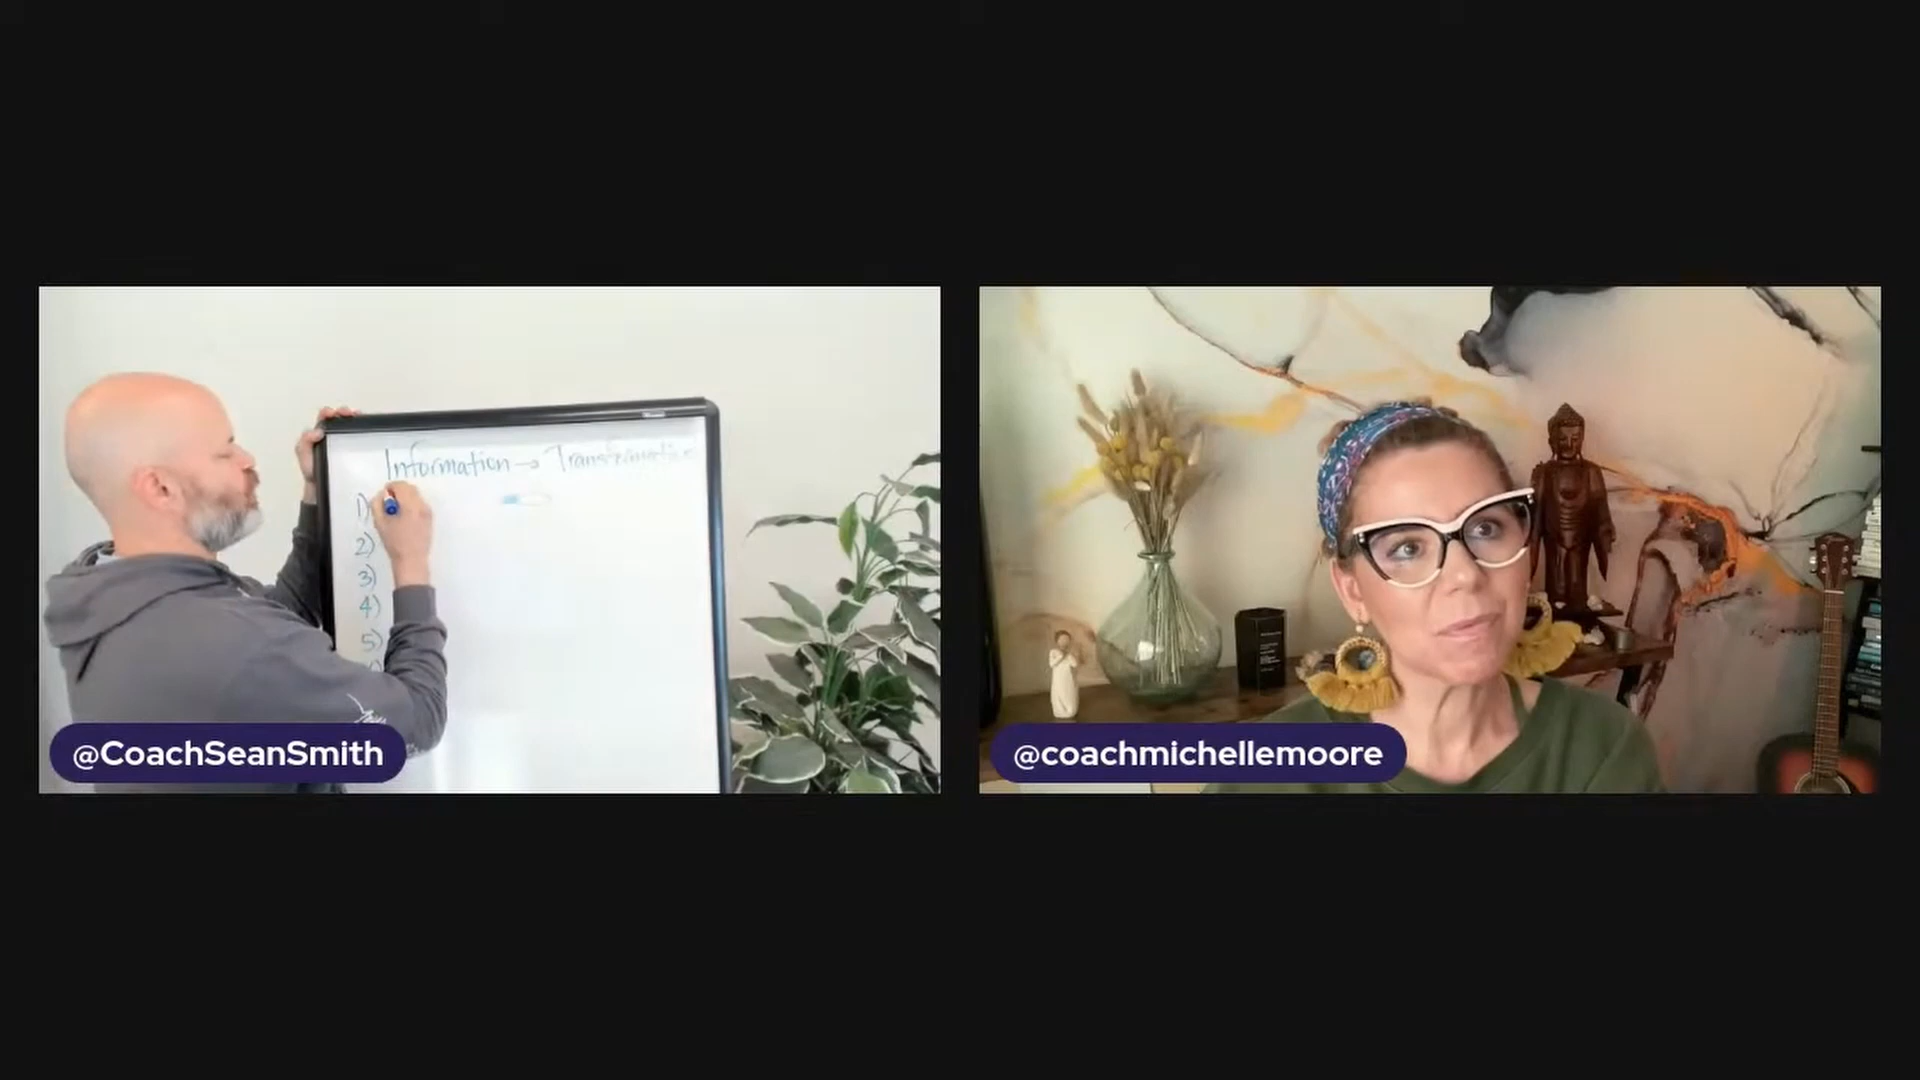 Information → Transformation
1)
2)
3)
4)
5)
@CoachSeanSmith
@coachmichellemoore